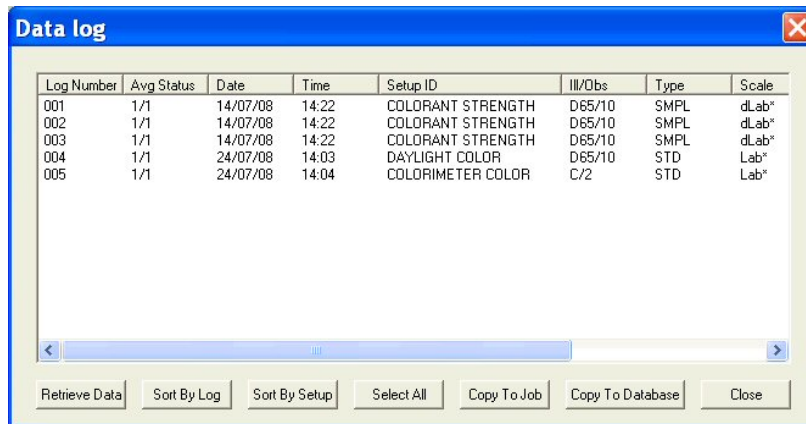 Data log
Log Number Avg Status Date Time Setup ID Ill/Obs Type Scale
001 1/1 14/07/08 14:22 COLORANT STRENGTH D65/10 SMPL dLab*
002 1/1 14/07/08 14:22 COLORANT STRENGTH D65/10 SMPL dLab*
003 1/1 14/07/08 14:22 COLORANT STRENGTH D65/10 SMPL dLab*
004 1/1 24/07/08 14:03 DAYLIGHT COLOR D65/10 STD Lab*
005 1/1 24/07/08 14:04 COLORIMETER COLOR C/2 STD Lab*
Retrieve Data Sort By Log Sort By Setup Select All Copy To Job Copy To Database Close